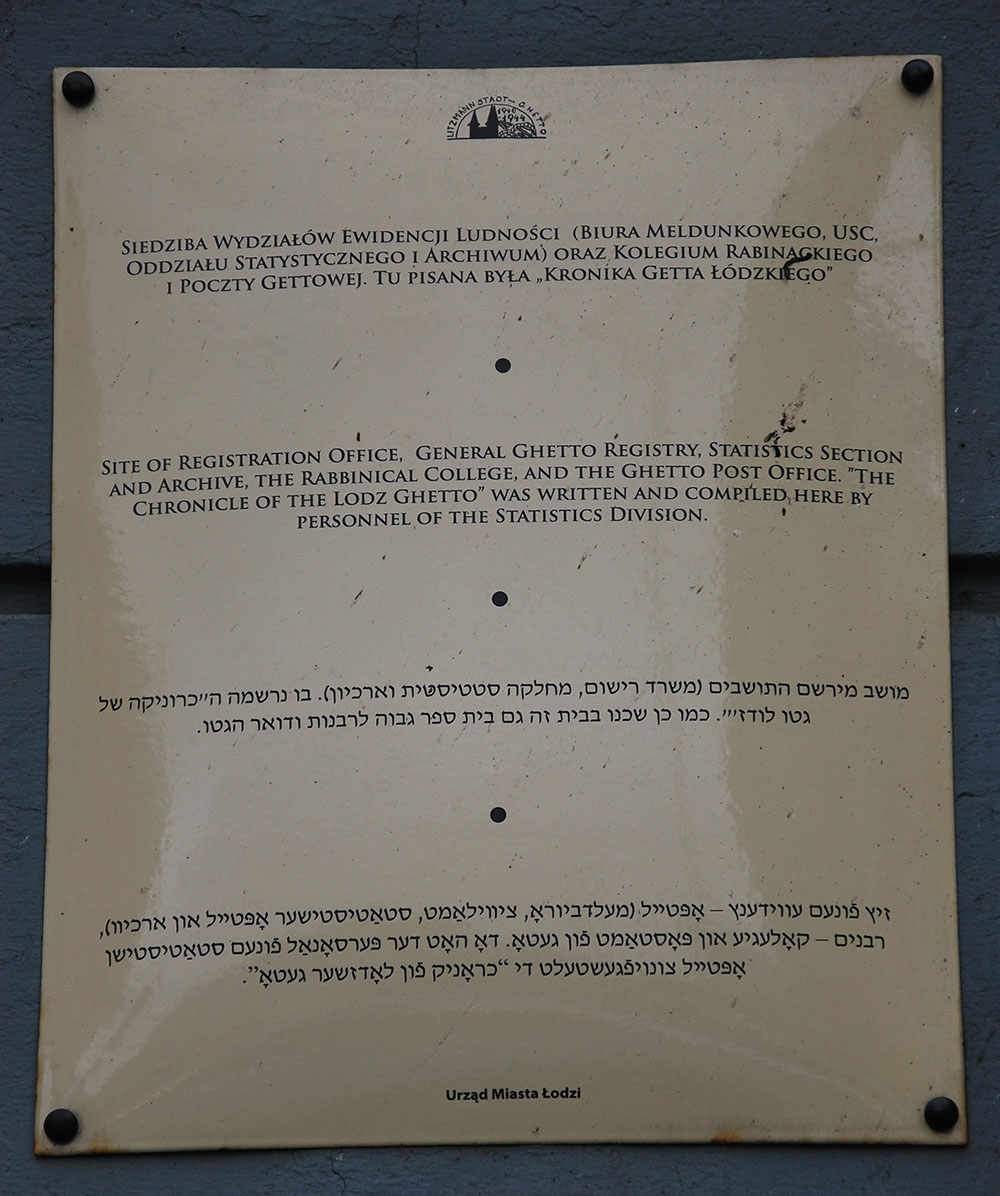 LITZMANN STADT – GHETTO
1940
1944
SIEDZIBA WYDZIAŁÓW EWIDENCJI LUDNOŚCI (BIURA MELDUNKOWEGO, USC,
ODDZIAŁU STATYSTYCZNEGO I ARCHIWUM) ORAZ KOLEGIUM RABINACKIEGO
I POCZTY GETTOWEJ. TU PISANA BYŁA „KRONIKA GETTA ŁÓDZKIEGO”
SITE OF REGISTRATION OFFICE, GENERAL GHETTO REGISTRY, STATISTICS SECTION
AND ARCHIVE, THE RABBINICAL COLLEGE, AND THE GHETTO POST OFFICE. ”THE
CHRONICLE OF THE LODZ GHETTO” WAS WRITTEN AND COMPILED HERE BY
PERSONNEL OF THE STATISTICS DIVISION.
מושב מירשם התושבים (משרד רישום, מחלקה סטטיסטית וארכיון). בו נרשמה ה״כרוניקה של
גטו לודז׳״. כמו כן שכנו בבית זה גם בית ספר גבוה לרבנות ודואר הגטו.
זיץ פֿונעם עווידענץ – אָפּטייל (מעלדביוראָ, ציווילאַמט, סטאַטיסטישער אָפּטייל און ארכיוו),
רבנים – קאָלעגיע און פּאָסטאַמט פֿון געטאָ. דאָ האָט דער פּערסאָנאַל פֿונעם סטאַטיסטישן
אָפּטייל צונויפֿגעשטעלט די “כראָניק פֿון לאָדזשער געטאָ”.
Urząd Miasta Łodzi